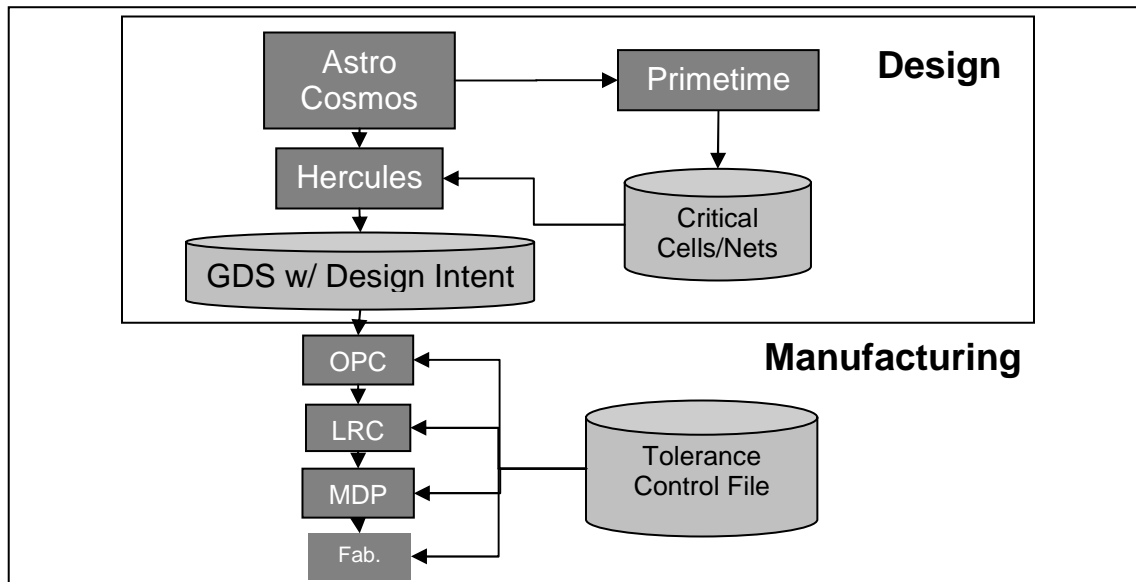 Astro
Cosmos
Primetime
Design
Hercules
Critical
Cells/Nets
GDS w/ Design Intent
OPC
Manufacturing
LRC
Tolerance
Control File
MDP
Fab.